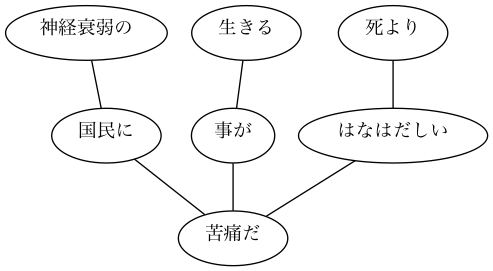 神経衰弱の 生きる 死より
国民に 事が はなはだしい
苦痛だ